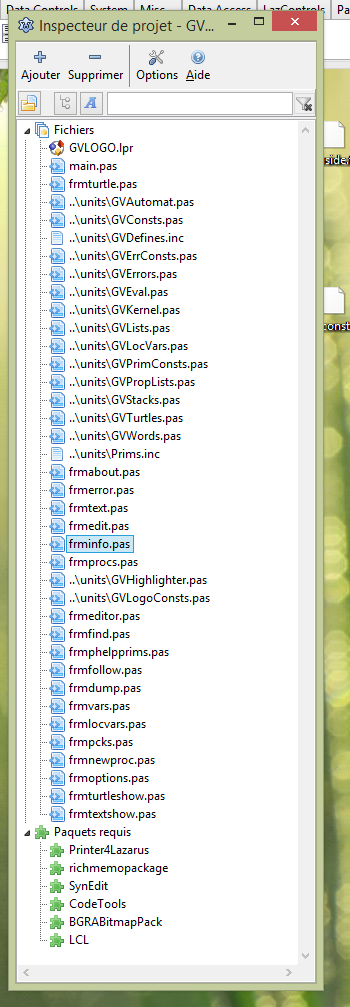 Data Controls System Misc Data Access LazControls
Inspecteur de projet - GV...
Ajouter Supprimer Options Aide
A
Fichiers
GVLOGO.lpr
main.pas
frmturtle.pas
..\units\GVAutomat.pas
..\units\GVConsts.pas
..\units\GVDefines.inc
..\units\GVErrConsts.pas
..\units\GVErrors.pas
..\units\GVEval.pas
..\units\GVKernel.pas
..\units\GVLists.pas
..\units\GVLocVars.pas
..\units\GVPrimConsts.pas
..\units\GVPropLists.pas
..\units\GVStacks.pas
..\units\GVTurtles.pas
..\units\GVWords.pas
..\units\Prims.inc
frmabout.pas
frmerror.pas
frmtext.pas
frmedit.pas
frminfo.pas
frmprocs.pas
..\units\GVHighlighter.pas
..\units\GVLogoConsts.pas
frmeditor.pas
frmfind.pas
frmphelpprims.pas
frmfollow.pas
frmdump.pas
frmvars.pas
frmlocvars.pas
frmpcks.pas
frmnewproc.pas
frmoptions.pas
frmturtleshow.pas
frmtextshow.pas
Paquets requis
Printer4Lazarus
richmemopackage
SynEdit
CodeTools
BGRABitmapPack
LCL